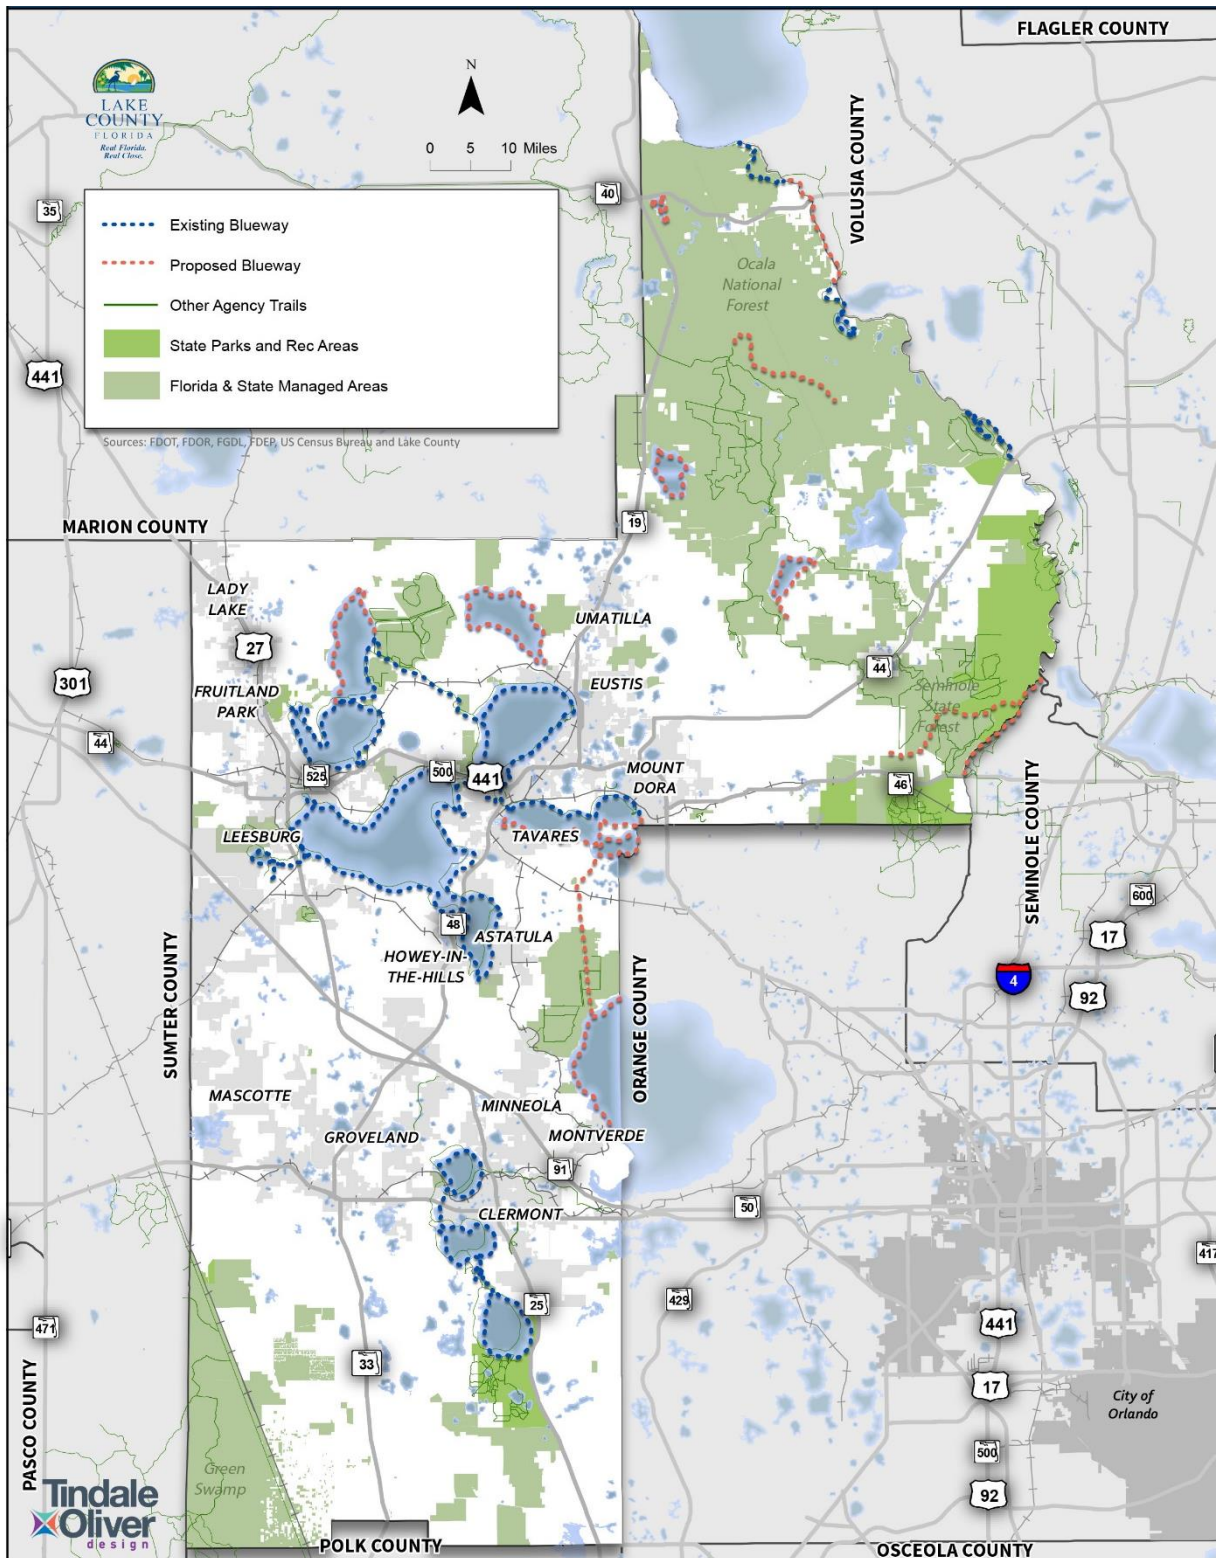 FLAGLER COUNTY
LAKE
COUNTY
FLORIDA
Real Florida.
Real Close.
N
0 5 10 Miles
40
35
VOLUSIA COUNTY
Existing Blueway
Proposed Blueway
Other Agency Trails
State Parks and Rec Areas
Florida & State Managed Areas
Ocala
National
Forest
441
Sources: FDOT, FDOR, FGDL, FDEP, US Census Bureau and Lake County
MARION COUNTY
19
LADY
LAKE
UMATILLA
27
301
FRUITLAND
PARK
EUSTIS
44
Seminole
State
Forest
44
525
500
441
MOUNT
DORA
46
SEMINOLE COUNTY
LEESBURG
TAVARES
600
17
48
ASTATULA
HOWEY-IN-
THE-HILLS
4
92
SUMTER COUNTY
ORANGE COUNTY
MASCOTTE
MINNEOLA
GROVELAND
MONTVERDE
91
50
CLERMONT
417
25
429
471
33
441
17
City of
Orlando
PASCO COUNTY
Green
Swamp
500
92
Tindale
Oliver
design
POLK COUNTY
OSCEOLA COUNTY